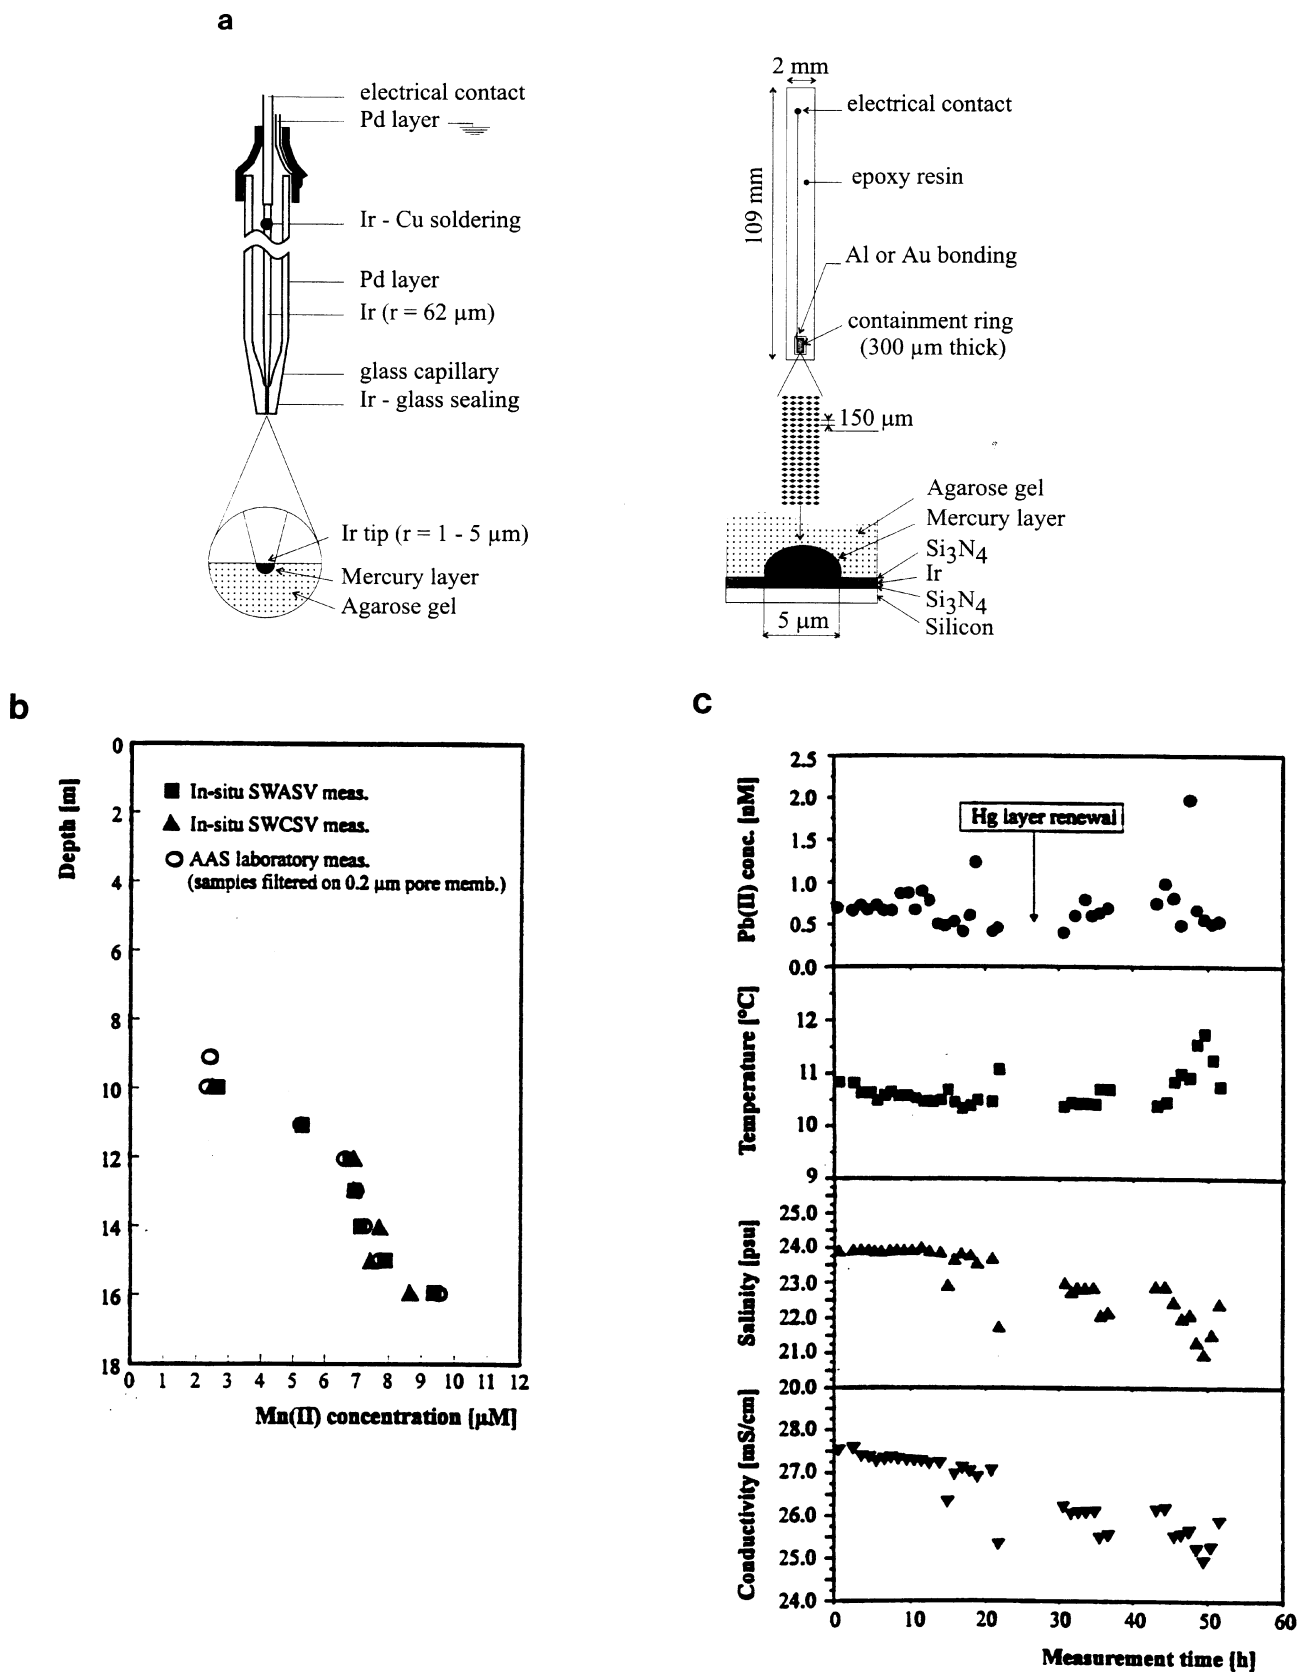 a
electrical contact
Pd layer
Ir - Cu soldering
Pd layer
Ir (r = 62 µm)
glass capillary
Ir - glass sealing
Ir tip (r = 1 - 5 µm)
Mercury layer
Agarose gel
2 mm
109 mm
electrical contact
epoxy resin
Al or Au bonding
containment ring
(300 µm thick)
150 µm
Agarose gel
Mercury layer
Si3N4
Ir
Si3N4
Silicon
5 µm
b
Depth [m]
0
2
4
6
8
10
12
14
16
18
In-situ SWASV meas.
In-situ SWCSV meas.
AAS laboratory meas.
(samples filtered on 0.2 µm pore memb.)
0 1 2 3 4 5 6 7 8 9 10 11 12
Mn(II) concentration [µM]
c
Pb(II) conc. [nM]
2.5
2.0
1.5
1.0
0.5
0.0
Hg layer renewal
Temperature [°C]
12
11
10
9
Salinity [psu]
25.0
24.0
23.0
22.0
21.0
20.0
Conductivity [mS/cm]
28.0
27.0
26.0
25.0
24.0
0 10 20 30 40 50 60
Measurement time [h]